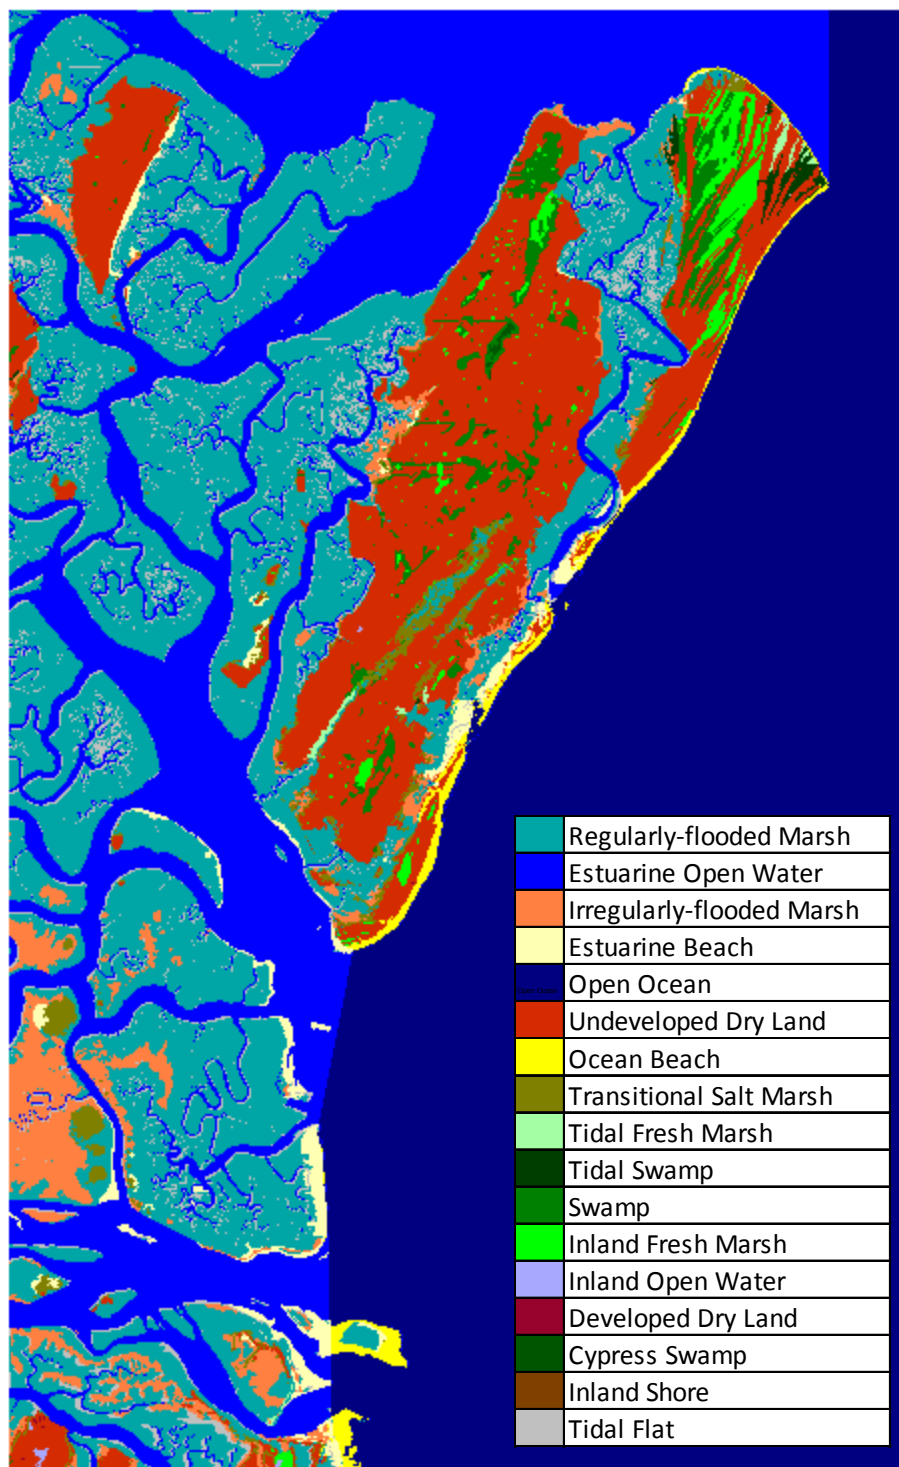 Regularly-flooded Marsh
Estuarine Open Water
Irregularly-flooded Marsh
Estuarine Beach
Open Ocean
Undeveloped Dry Land
Ocean Beach
Transitional Salt Marsh
Tidal Fresh Marsh
Tidal Swamp
Swamp
Inland Fresh Marsh
Inland Open Water
Developed Dry Land
Cypress Swamp
Inland Shore
Tidal Flat